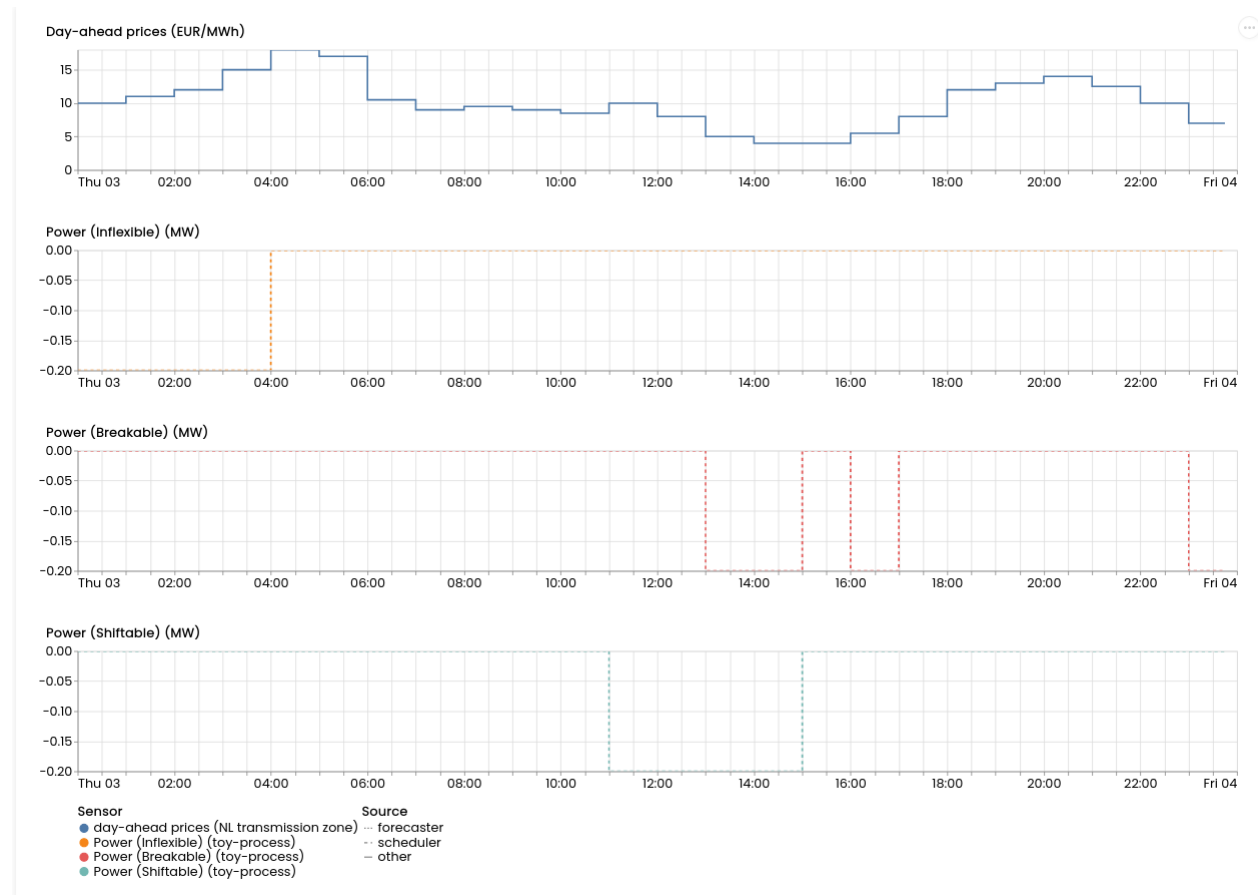 Day-ahead prices (EUR/MWh)
15
10
5
0
Thu 03 02:00 04:00 06:00 08:00 10:00 12:00 14:00 16:00 18:00 20:00 22:00 Fri 04
Power (Inflexible) (MW)
0.00
−0.05
−0.10
−0.15
−0.20
Thu 03 02:00 04:00 06:00 08:00 10:00 12:00 14:00 16:00 18:00 20:00 22:00 Fri 04
Power (Breakable) (MW)
0.00
−0.05
−0.10
−0.15
−0.20
Thu 03 02:00 04:00 06:00 08:00 10:00 12:00 14:00 16:00 18:00 20:00 22:00 Fri 04
Power (Shiftable) (MW)
0.00
−0.05
−0.10
−0.15
−0.20
Thu 03 02:00 04:00 06:00 08:00 10:00 12:00 14:00 16:00 18:00 20:00 22:00 Fri 04
Sensor Source
day-ahead prices (NL transmission zone) forecaster
Power (Inflexible) (toy-process) scheduler
Power (Breakable) (toy-process) other
Power (Shiftable) (toy-process)